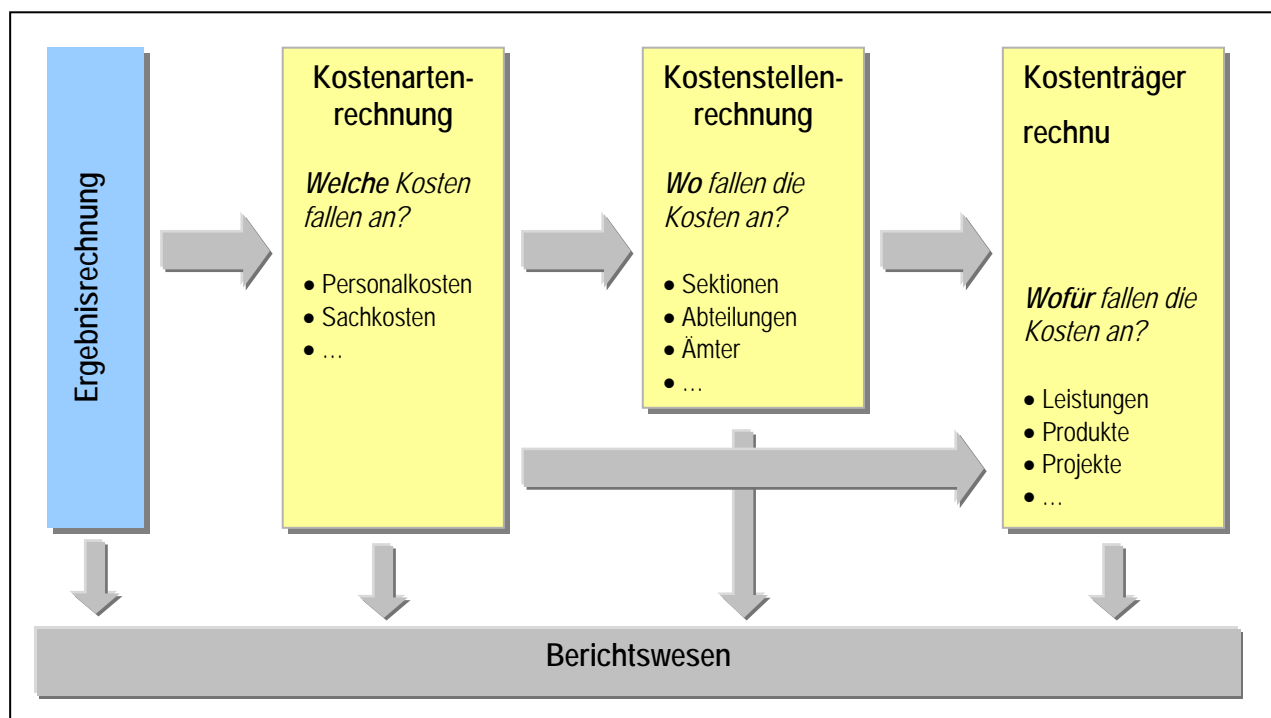 Ergebnisrechnung
Kostenarten-
rechnung
Welche Kosten
fallen an?
• Personalkosten
• Sachkosten
• ...
Kostenstellen-
rechnung
Wo fallen die
Kosten an?
• Sektionen
• Abteilungen
• Ämter
• ...
Kostenträger
rechnu
Wofür fallen die
Kosten an?
• Leistungen
• Produkte
• Projekte
• ...
Berichtswesen